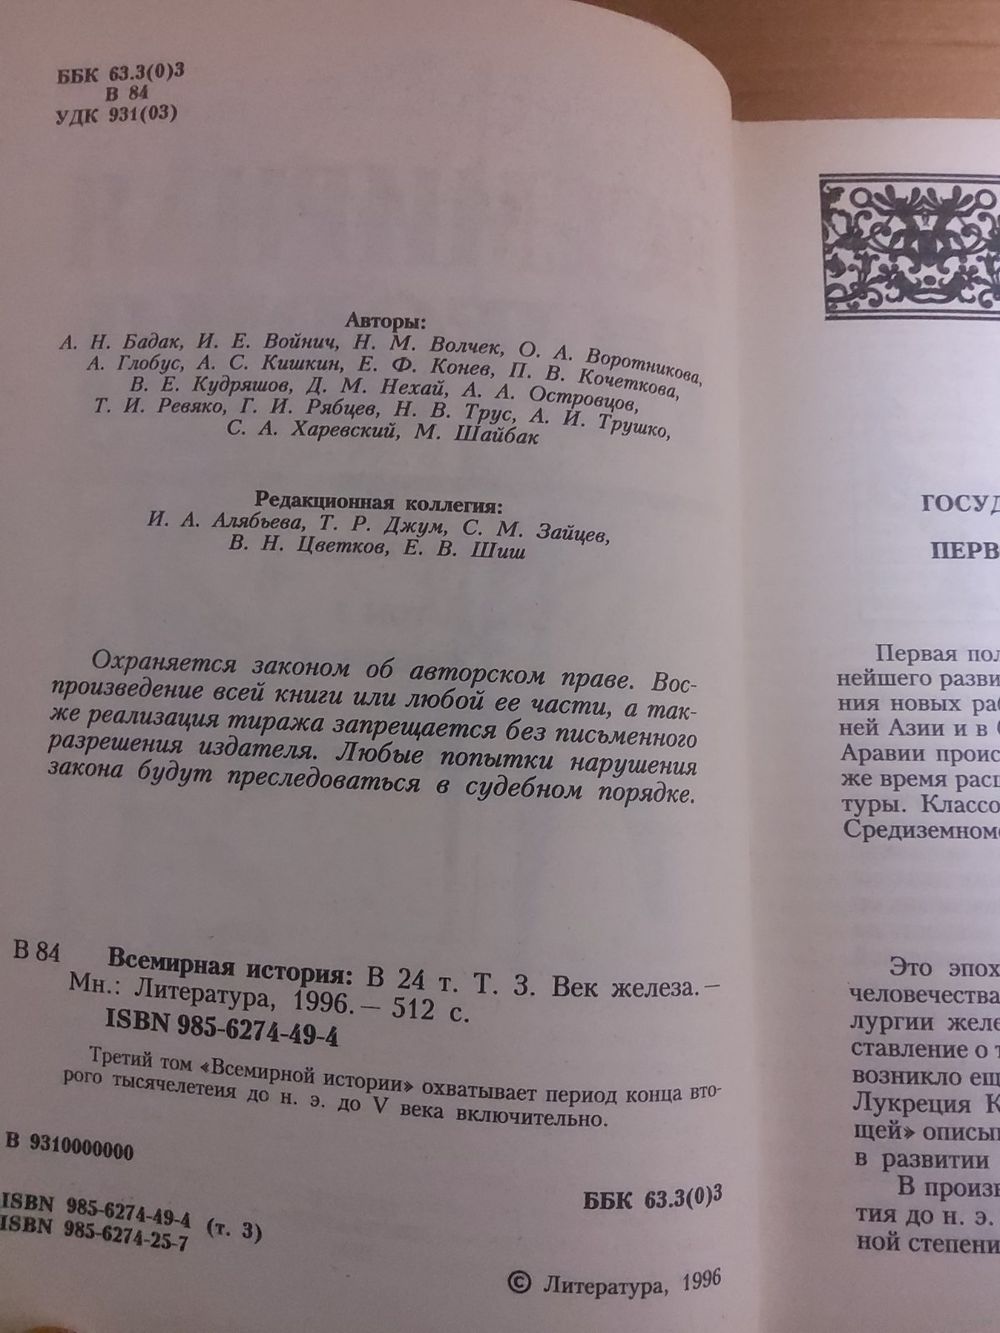 ББК 63.3(0)3
В 84
УДК 931(03)
Авторы:
А. Н. Бадак, И. Е. Войнич, Н. М. Волчек, О. А. Воротникова,
А. Глобус, А. С. Кишкин, Е. Ф. Конев, П. В. Кочеткова,
В. Е. Кудряшов, Д. М. Нехай, А. А. Островцов,
Т. И. Ревяко, Г. И. Рябцев, Н. В. Трус, А. И. Трушко,
С. А. Харевский, М. Шайбак
Редакционная коллегия:
И. А. Алябьева, Т. Р. Джум, С. М. Зайцев,
В. Н. Цветков, Е. В. Шиш
Охраняется законом об авторском праве. Вос-
произведение всей книги или любой ее части, а так-
же реализация тиража запрещается без письменного
разрешения издателя. Любые попытки нарушения
закона будут преследоваться в судебном порядке.
В 84 Всемирная история: В 24 т. Т. 3. Век железа.—
Мн.: Литература, 1996.— 512 с.
ISBN 985-6274-49-4
Третий том «Всемирной истории» охватывает период конца вто-
рого тысячелетеия до н. э. до V века включительно.
В 9310000000
ББК 63.3(0)3
ISBN 985-6274-49-4 (т. 3)
ISBN 985-6274-25-7
© Литература, 1996
ГОСУД
ПЕРВ
Первая пол
нейшего разви
ния новых раб
ней Азии и в
Аравии проис
же время расц
туры. Классо
Средиземном
Это эпох
человечества
лургии желе
ставление о т
возникло ещ
Лукреция К
щей» описы
в развитии
В произв
тия до н. э.
ной степени